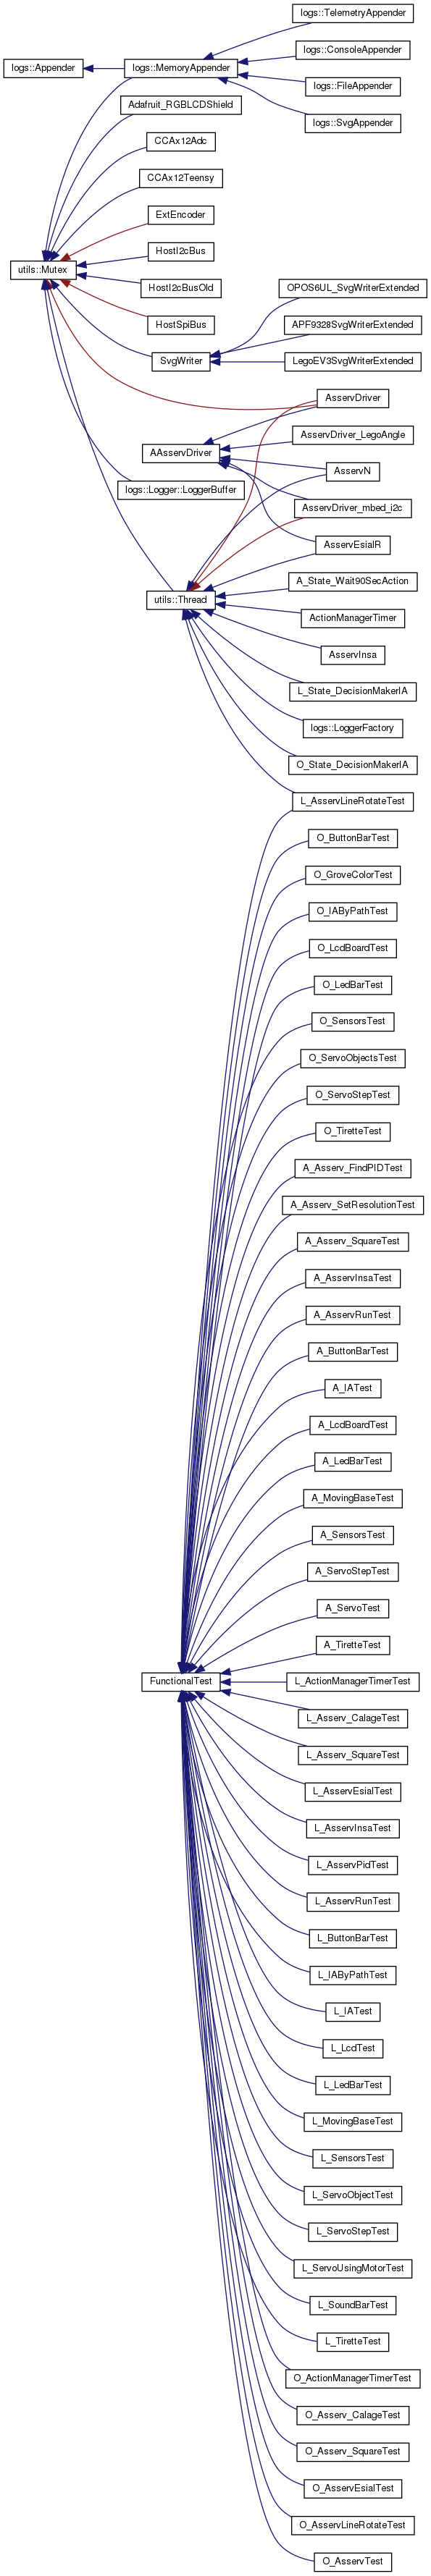 logs::TelemetryAppender
logs::ConsoleAppender
logs::Appender
logs::MemoryAppender
logs::FileAppender
Adafruit_RGBLCDShield
logs::SvgAppender
CCAx12Adc
CCAx12Teensy
ExtEncoder
HostI2cBus
utils::Mutex
HostI2cBusOld
OPOS6UL_SvgWriterExtended
HostSpiBus
APF9328SvgWriterExtended
SvgWriter
LegoEV3SvgWriterExtended
AsservDriver
AsservDriver_LegoAngle
AAsservDriver
AsservN
logs::Logger::LoggerBuffer
AsservDriver_mbed_i2c
AsservEsialR
A_State_Wait90SecAction
utils::Thread
ActionManagerTimer
AsservInsa
L_State_DecisionMakerIA
logs::LoggerFactory
O_State_DecisionMakerIA
L_AsservLineRotateTest
O_ButtonBarTest
O_GroveColorTest
O_IAByPathTest
O_LcdBoardTest
O_LedBarTest
O_SensorsTest
O_ServoObjectsTest
O_ServoStepTest
O_TiretteTest
A_Asserv_FindPIDTest
A_Asserv_SetResolutionTest
A_Asserv_SquareTest
A_AsservInsaTest
A_AsservRunTest
A_ButtonBarTest
A_IATest
A_LcdBoardTest
A_LedBarTest
A_MovingBaseTest
A_SensorsTest
A_ServoStepTest
A_ServoTest
A_TiretteTest
FunctionalTest
L_ActionManagerTimerTest
L_Asserv_CalageTest
L_Asserv_SquareTest
L_AsservEsialTest
L_AsservInsaTest
L_AsservPidTest
L_AsservRunTest
L_ButtonBarTest
L_IAByPathTest
L_IATest
L_LcdTest
L_LedBarTest
L_MovingBaseTest
L_SensorsTest
L_ServoObjectTest
L_ServoStepTest
L_ServoUsingMotorTest
L_SoundBarTest
L_TiretteTest
O_ActionManagerTimerTest
O_Asserv_CalageTest
O_Asserv_SquareTest
O_AsservEsialTest
O_AsservLineRotateTest
O_AsservTest